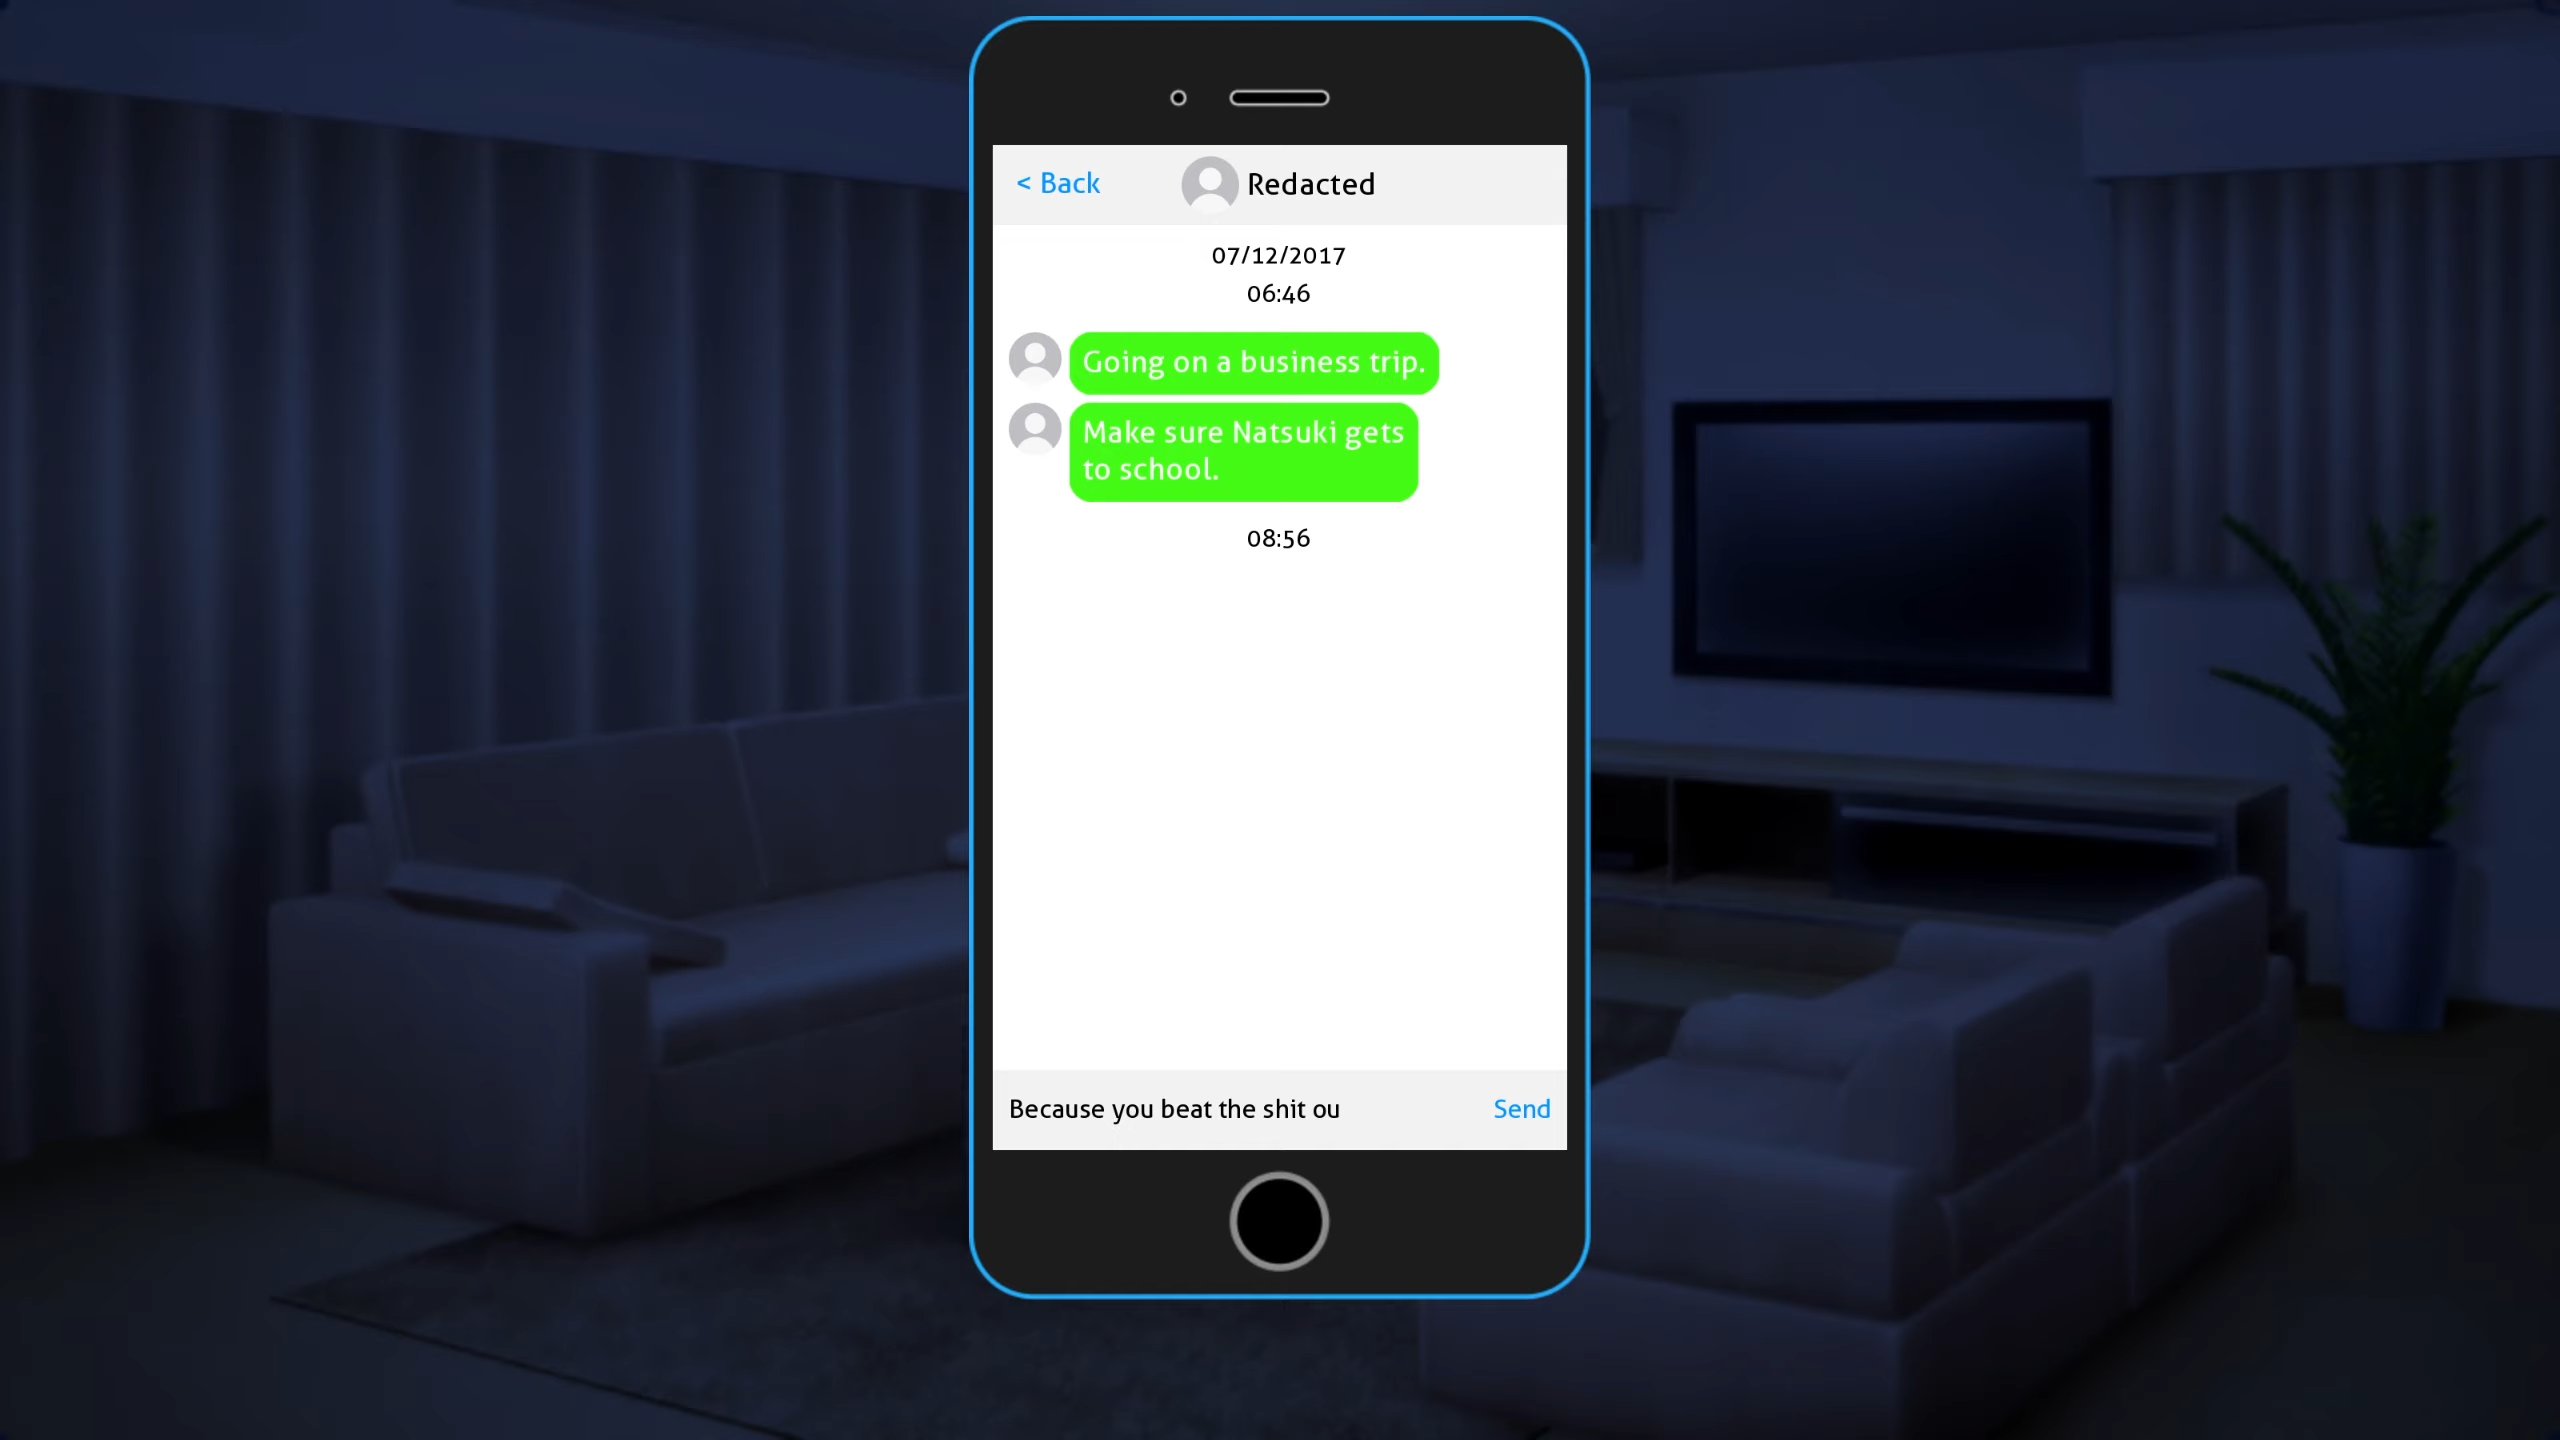 < Back
Redacted
07/12/2017
06:46
Going on a business trip.
Make sure Natsuki gets
to school.
08:56
Because you beat the shit ou
Send